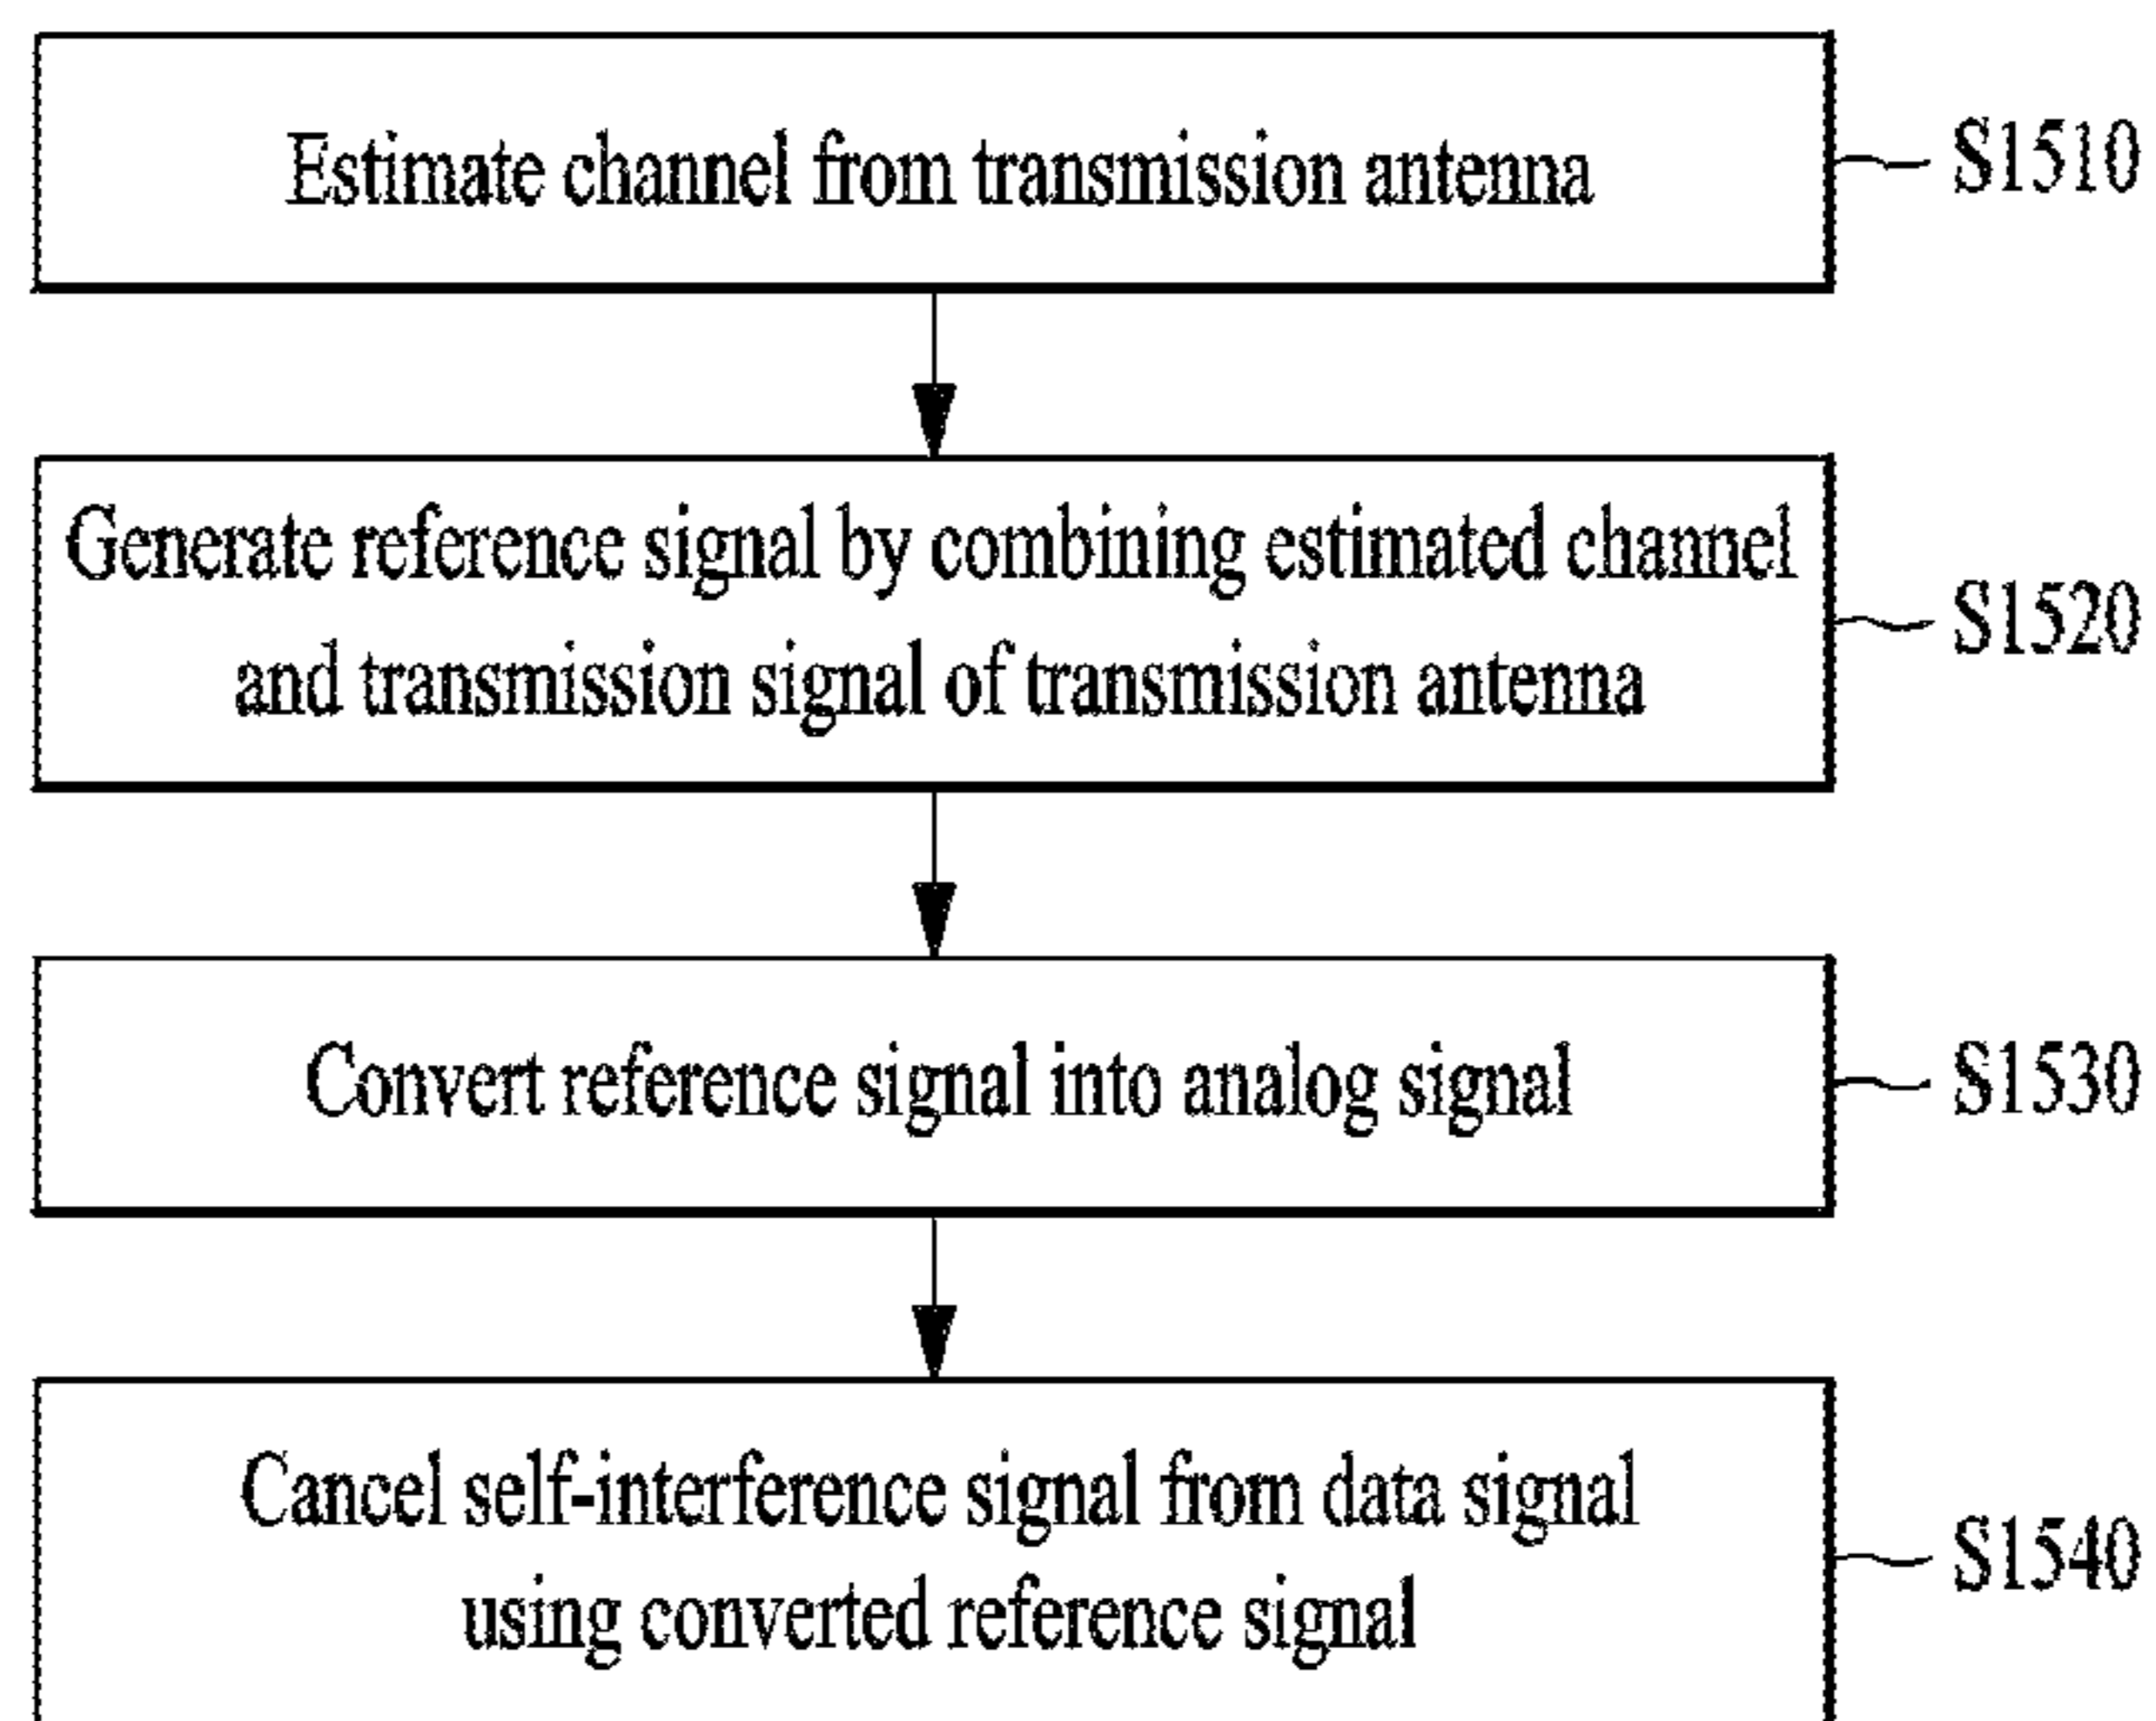 Estimate channel from transmission antenna
S1510
Generate reference signal by combining estimated channel
and transmission signal of transmission antenna
S1520
Convert reference signal into analog signal
S1530
Cancel self-interference signal from data signal
using converted reference signal
S1540